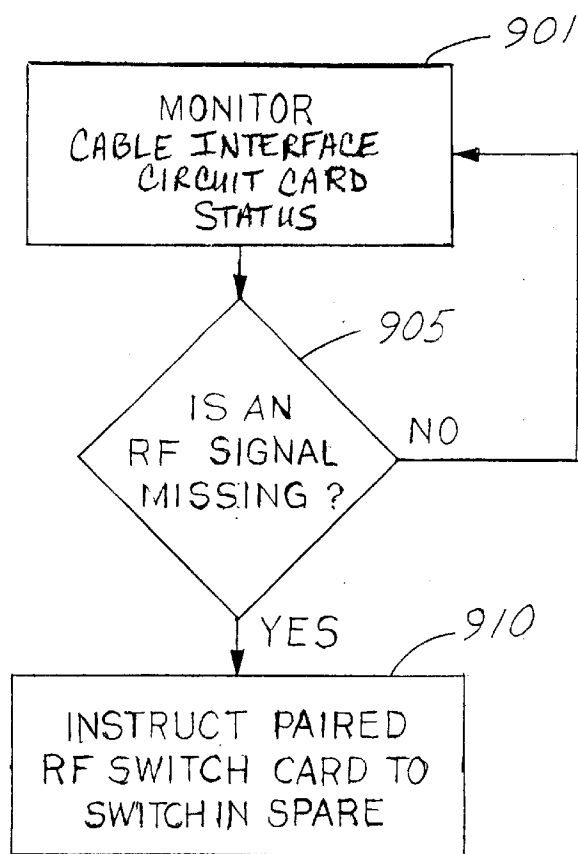 901
MONITOR
CABLE INTERFACE
CIRCUIT CARD
STATUS
905
IS AN
RF SIGNAL
MISSING ?
NO
YES
910
INSTRUCT PAIRED
RF SWITCH CARD TO
SWITCH IN SPARE